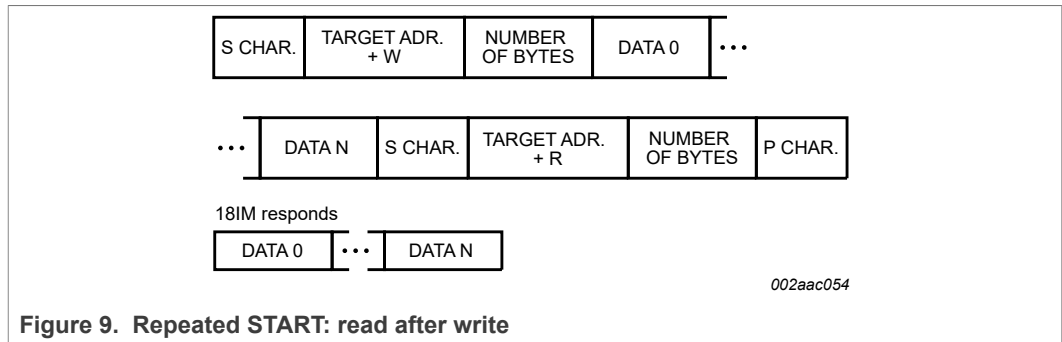 S CHAR. TARGET ADR. + W NUMBER OF BYTES DATA 0 •••
••• DATA N S CHAR. TARGET ADR. + R NUMBER OF BYTES P CHAR.
18IM responds
DATA 0 ••• DATA N
002aac054
Figure 9. Repeated START: read after write